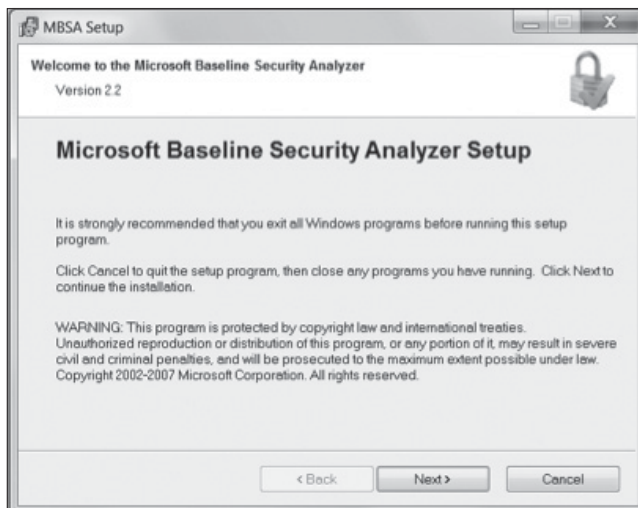 MBSA Setup
Welcome to the Microsoft Baseline Security Analyzer
Version 2.2
Microsoft Baseline Security Analyzer Setup
It is strongly recommended that you exit all Windows programs before running this setup
program.
Click Cancel to quit the setup program, then close any programs you have running. Click Next to
continue the installation.
WARNING: This program is protected by copyright law and international treaties.
Unauthorized reproduction or distribution of this program, or any portion of it, may result in severe
civil and criminal penalties, and will be prosecuted to the maximum extent possible under law.
Copyright 2002-2007 Microsoft Corporation. All rights reserved.
< Back
Next >
Cancel